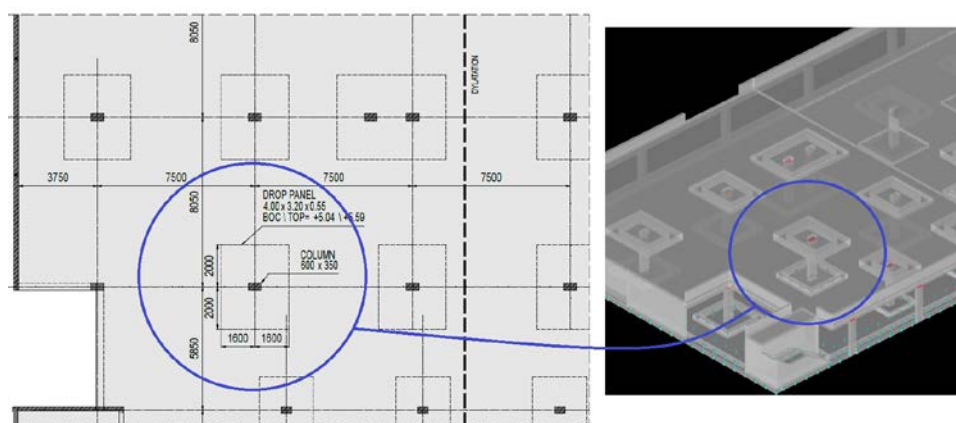 8050
DYLATATION
3750
7500
7500
7500
8050
DROP PANEL
4.00 x 3.20 x 0.55
BOC \ TOP= +5.04 \ +5.59
COLUMN
600 x 350
2000
2000
1600
1600
5850